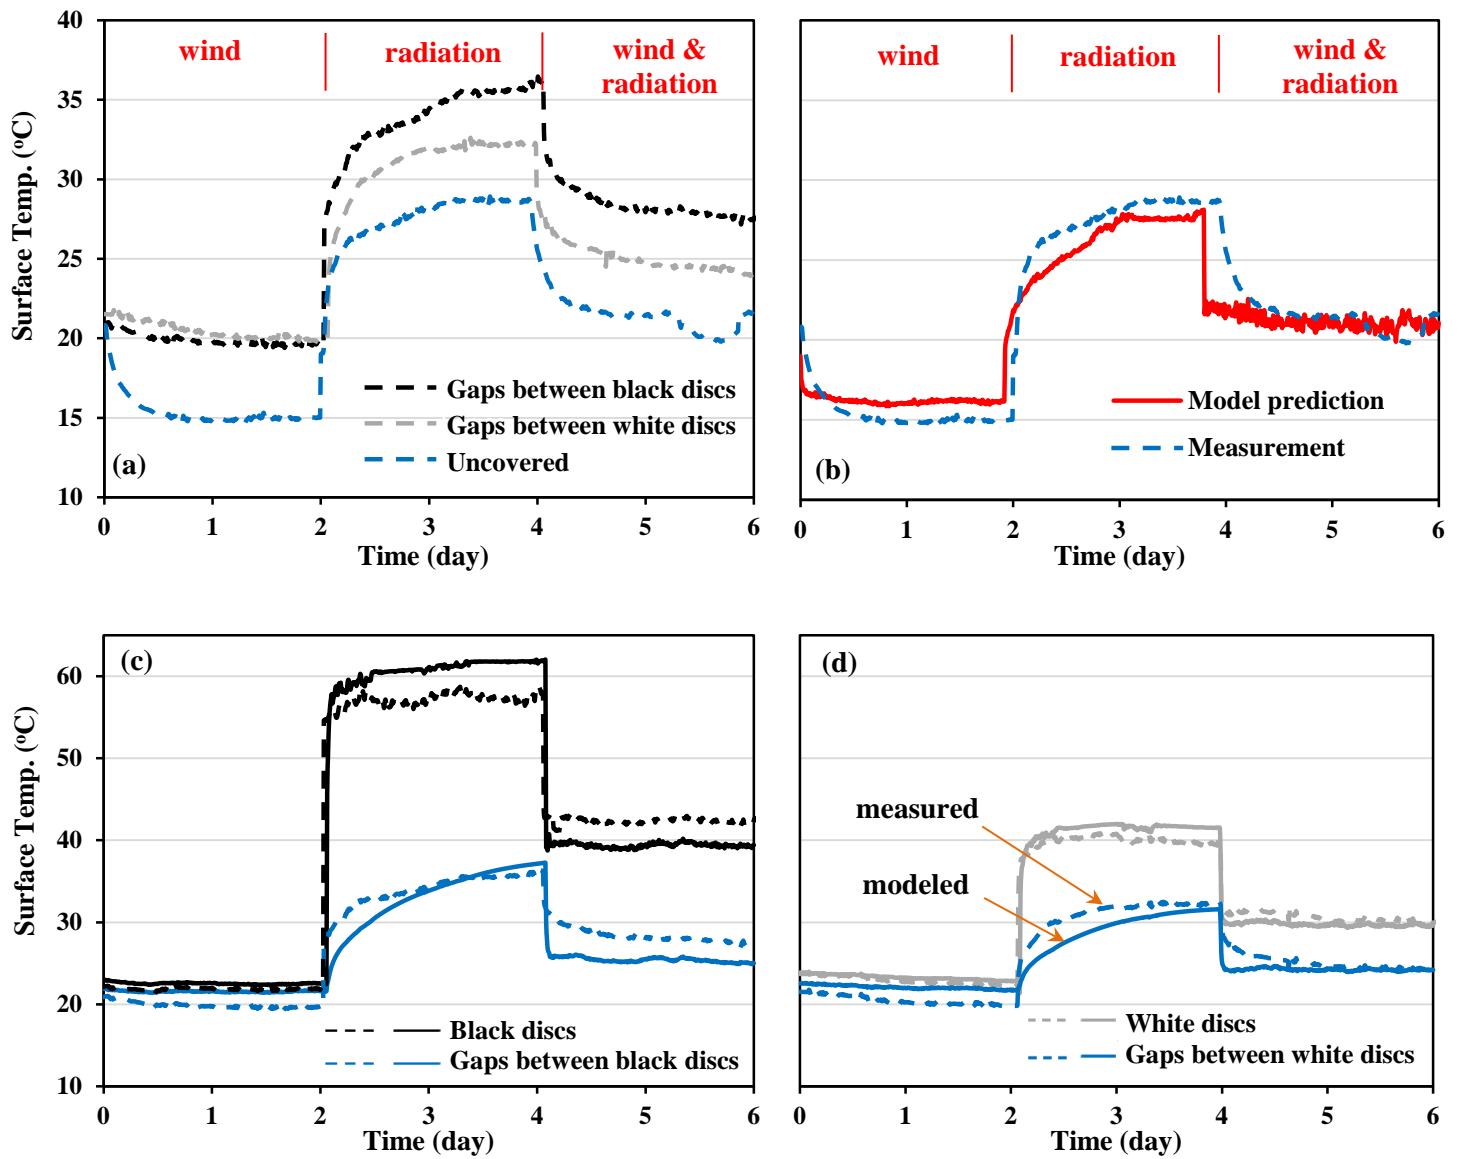 40
35
30
25
20
15
10
Surface Temp. (oC)
wind
radiation
wind &
radiation
Gaps between black discs
Gaps between white discs
Uncovered
(a)
0 1 2 3 4 5 6
Time (day)
wind
radiation
wind &
radiation
Model prediction
Measurement
(b)
0 1 2 3 4 5 6
Time (day)
(c)
60
50
40
30
20
10
Surface Temp. (oC)
Black discs
Gaps between black discs
0 1 2 3 4 5 6
Time (day)
(d)
measured
modeled
White discs
Gaps between white discs
0 1 2 3 4 5 6
Time (day)